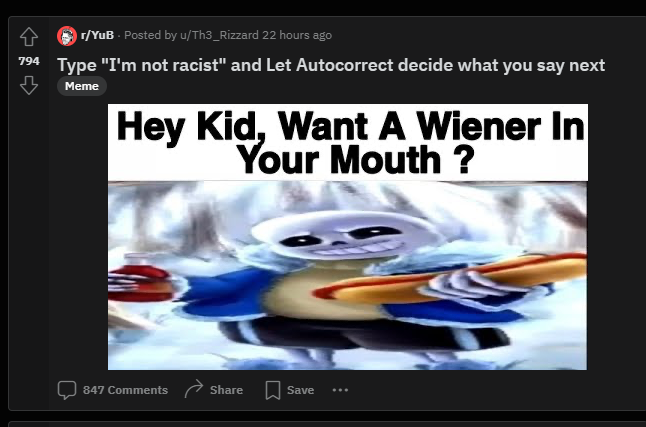 r/YuB · Posted by u/Th3_Rizzard 22 hours ago
794
Type "I'm not racist" and Let Autocorrect decide what you say next
Meme
Hey Kid, Want A Wiener In
Your Mouth ?
847 Comments Share Save ···